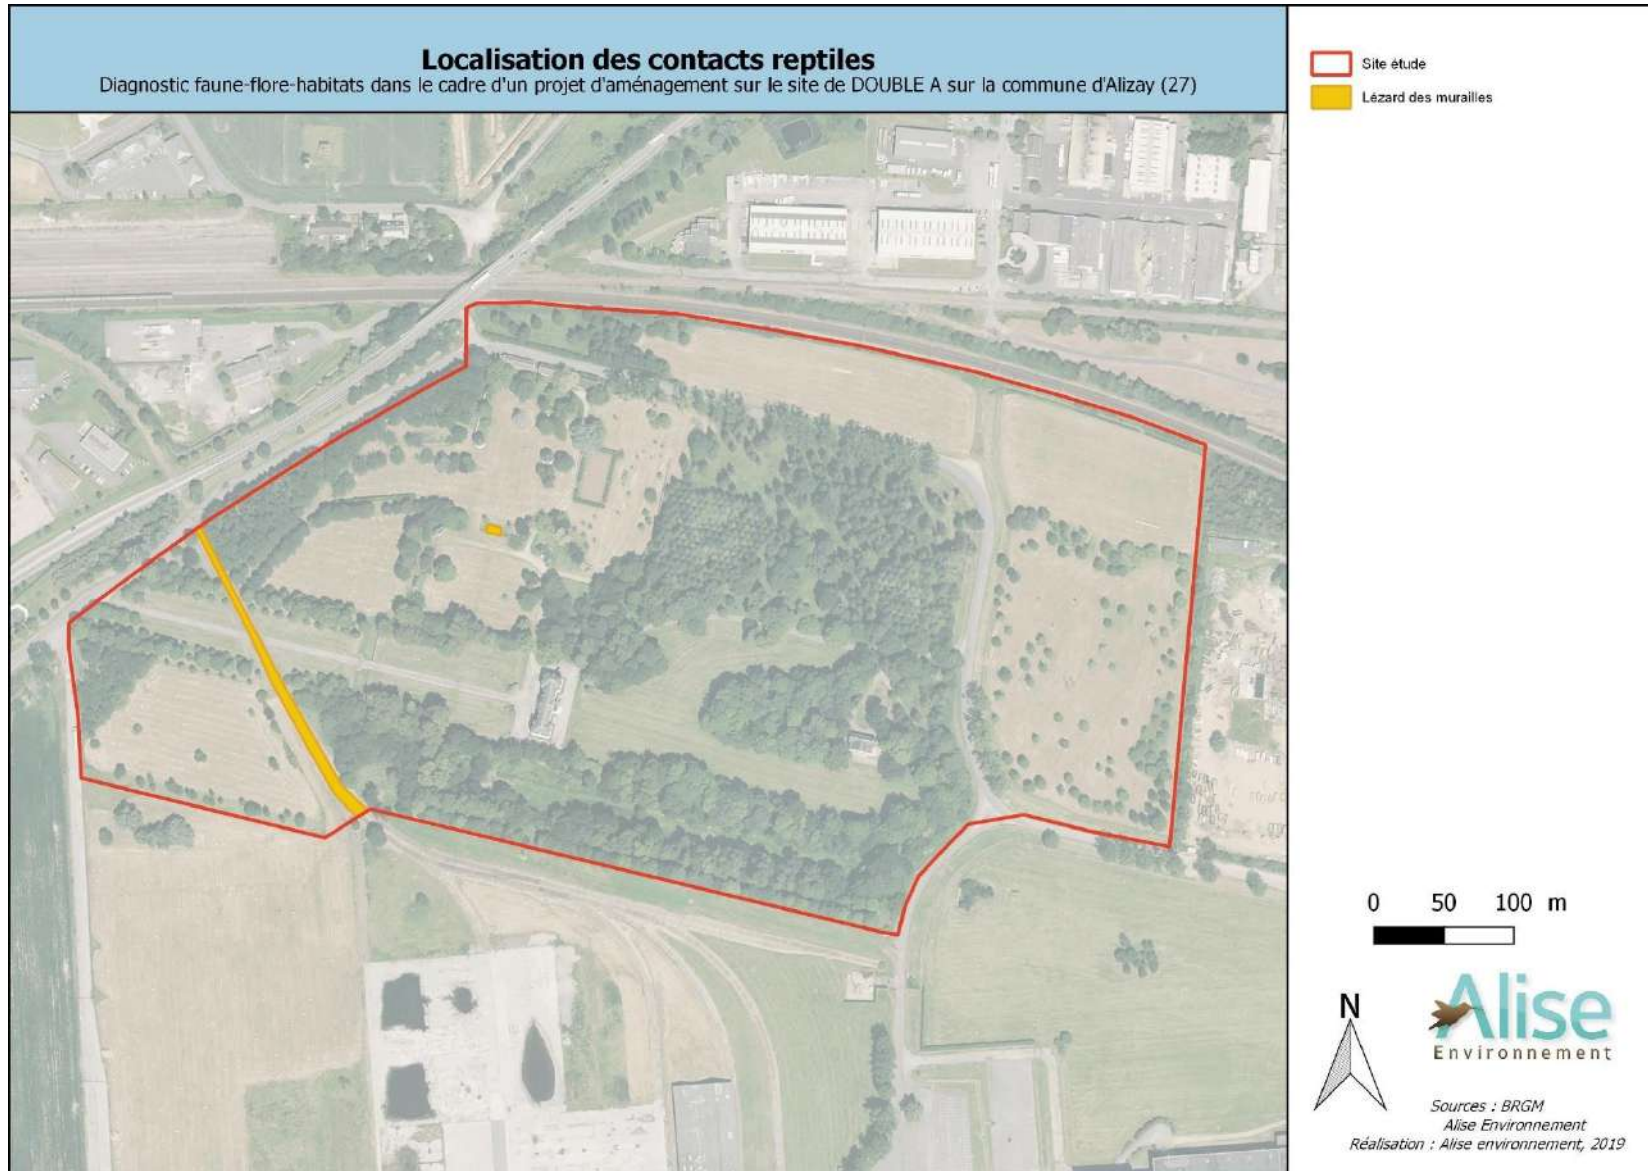 Localisation des contacts reptiles
Diagnostic faune-flore-habitats dans le cadre d'un projet d'aménagement sur le site de DOUBLE A sur la commune d'Alizay (27)
Site étude
Lézard des murailles
0 50 100 m
N
Alise
Environnement
Sources : BRGM
Alise Environnement
Réalisation : Alise environnement, 2019